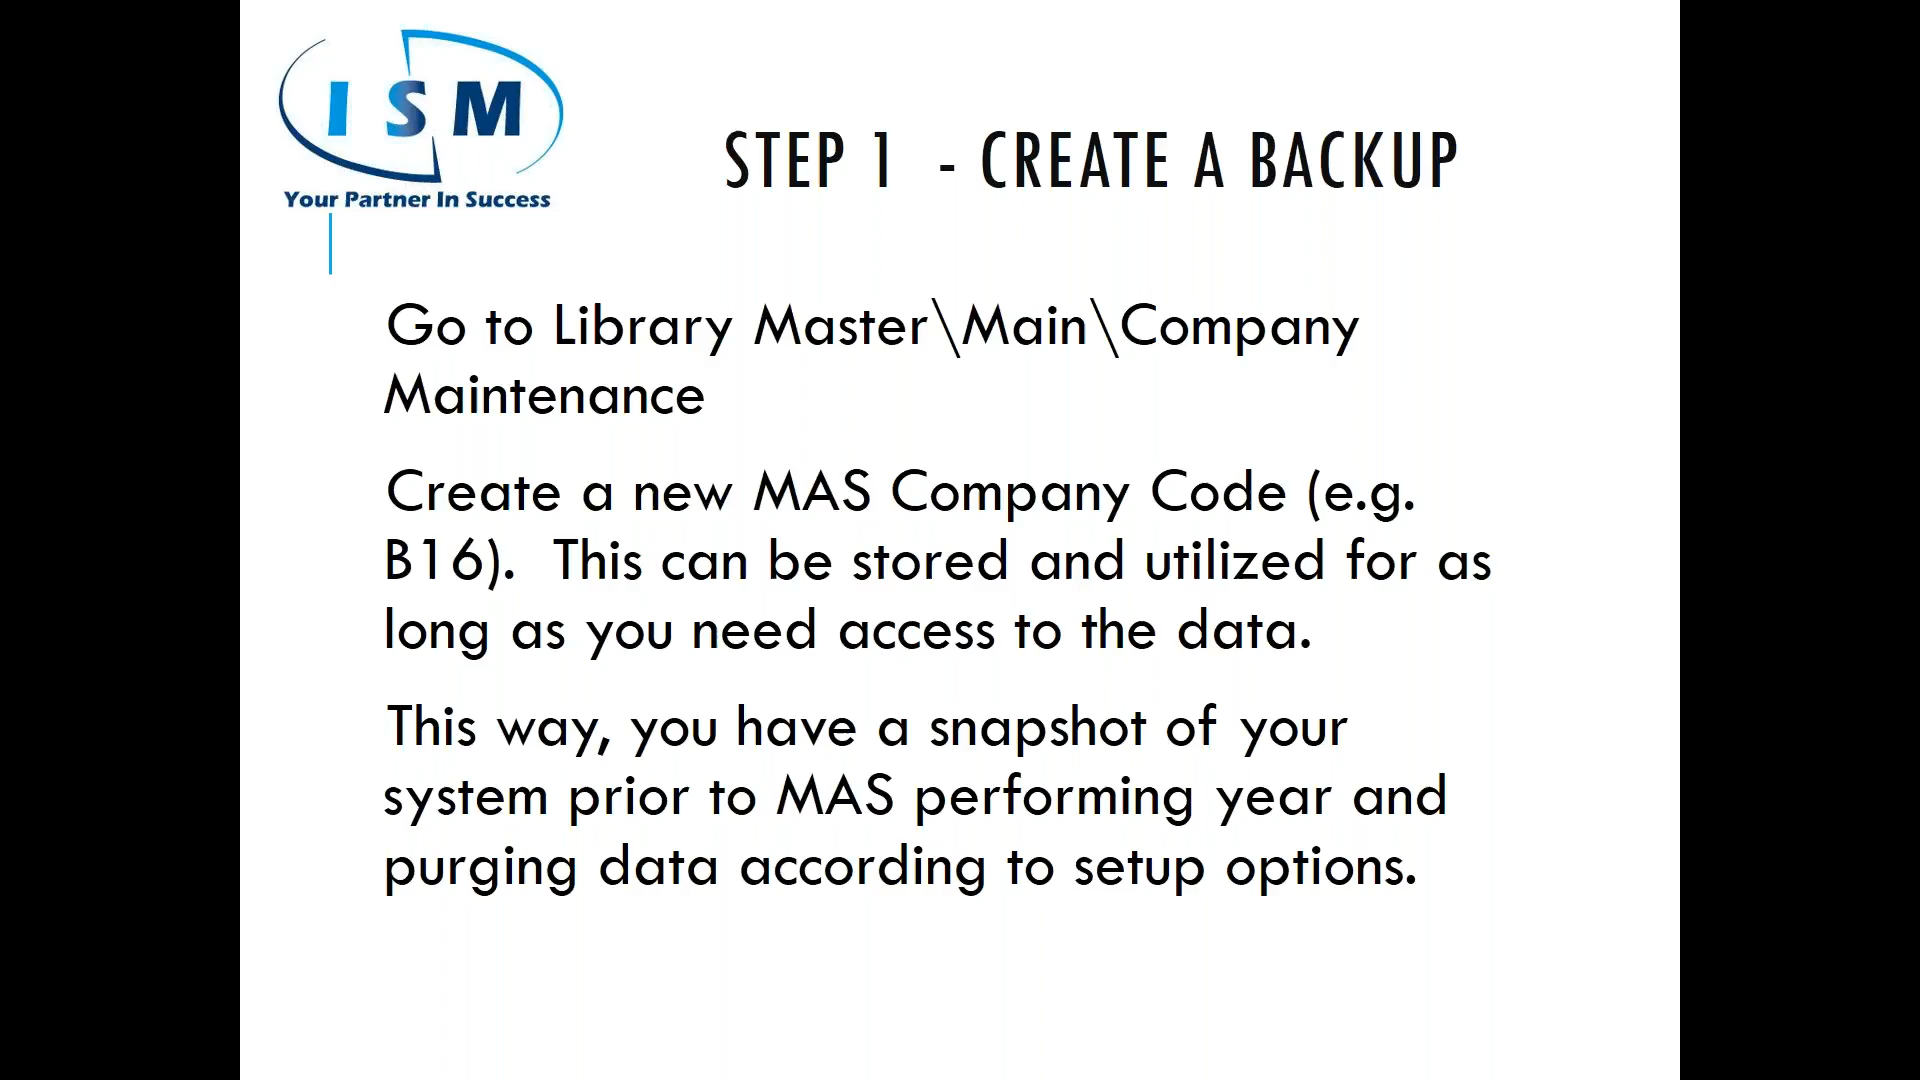 ISM
Your Partner In Success
STEP 1 - CREATE A BACKUP
Go to Library Master\Main\Company
Maintenance
Create a new MAS Company Code (e.g.
B16). This can be stored and utilized for as
long as you need access to the data.
This way, you have a snapshot of your
system prior to MAS performing year and
purging data according to setup options.